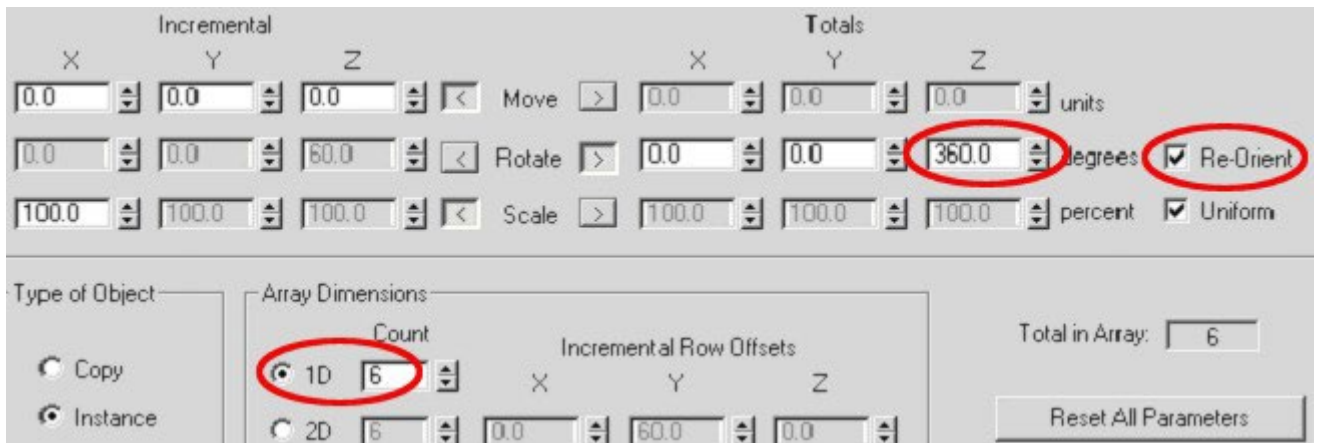 Incremental Totals
X Y Z X Y Z
0.0 0.0 0.0 < Move > 0.0 0.0 0.0 units
0.0 0.0 60.0 < Rotate > 0.0 0.0 360.0 degrees Re-Orient
100.0 100.0 100.0 < Scale > 100.0 100.0 100.0 percent Uniform
Type of Object Array Dimensions
Count Total in Array: 6
Incremental Row Offsets
Copy 1D 6 X Y Z
Instance 2D 6 0.0 60.0 0.0 Reset All Parameters